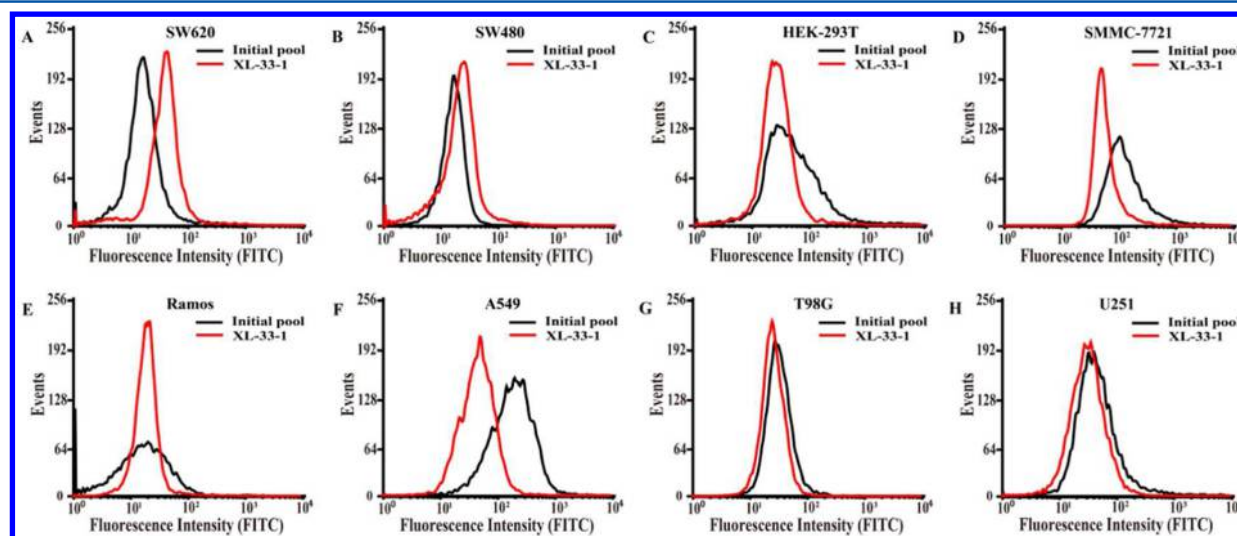 A SW620
256
192
128
64
0
Events
Initial pool
XL-33-1
10⁰ 10¹ 10² 10³ 10⁴
Fluorescence Intensity (FITC)
B SW480
256
192
128
64
0
Events
Initial pool
XL-33-1
10⁰ 10¹ 10² 10³ 10⁴
Fluorescence Intensity (FITC)
C HEK-293T
256
192
128
64
0
Events
Initial pool
XL-33-1
10⁰ 10¹ 10² 10³ 10⁴
Fluorescence Intensity (FITC)
D SMMC-7721
256
192
128
64
0
Events
Initial pool
XL-33-1
10⁰ 10¹ 10² 10³ 10
Fluorescence Intensity (FITC)
E Ramos
256
192
128
64
0
Events
Initial pool
XL-33-1
10⁰ 10¹ 10² 10³ 10⁴
Fluorescence Intensity (FITC)
F A549
256
192
128
64
0
Events
Initial pool
XL-33-1
10⁰ 10¹ 10² 10³ 10⁴
Fluorescence Intensity (FITC)
G T98G
256
192
128
64
0
Events
Initial pool
XL-33-1
10⁰ 10¹ 10² 10³ 10⁴
Fluorescence Intensity (FITC)
H U251
256
192
128
64
0
Events
Initial pool
XL-33-1
10⁰ 10¹ 10² 10³ 10
Fluorescence Intensity (FITC)